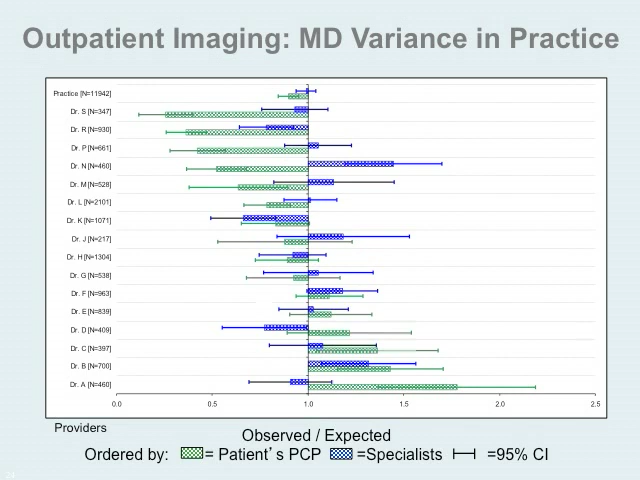 Outpatient Imaging: MD Variance in Practice
Practice [N=11942]
Dr. S [N=347]
Dr. R [N=930]
Dr. P [N=661]
Dr. N [N=460]
Dr. M [N=528]
Dr. L [N=2101]
Dr. K [N=1071]
Dr. J [N=217]
Dr. H [N=1304]
Dr. G [N=538]
Dr. F [N=963]
Dr. E [N=839]
Dr. D [N=409]
Dr. C [N=397]
Dr. B [N=700]
Dr. A [N=460]
0.0 0.5 1.0 1.5 2.0 2.5
Providers
Observed / Expected
Ordered by: = Patient’s PCP =Specialists =95% CI
24